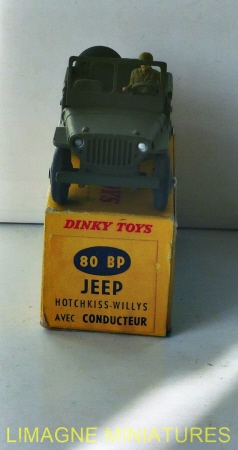 DINKY TOYS
80 BP
JEEP
HOTCHKISS-WILLYS
AVEC CONDUCTEUR
LIMAGNE MINIATURES